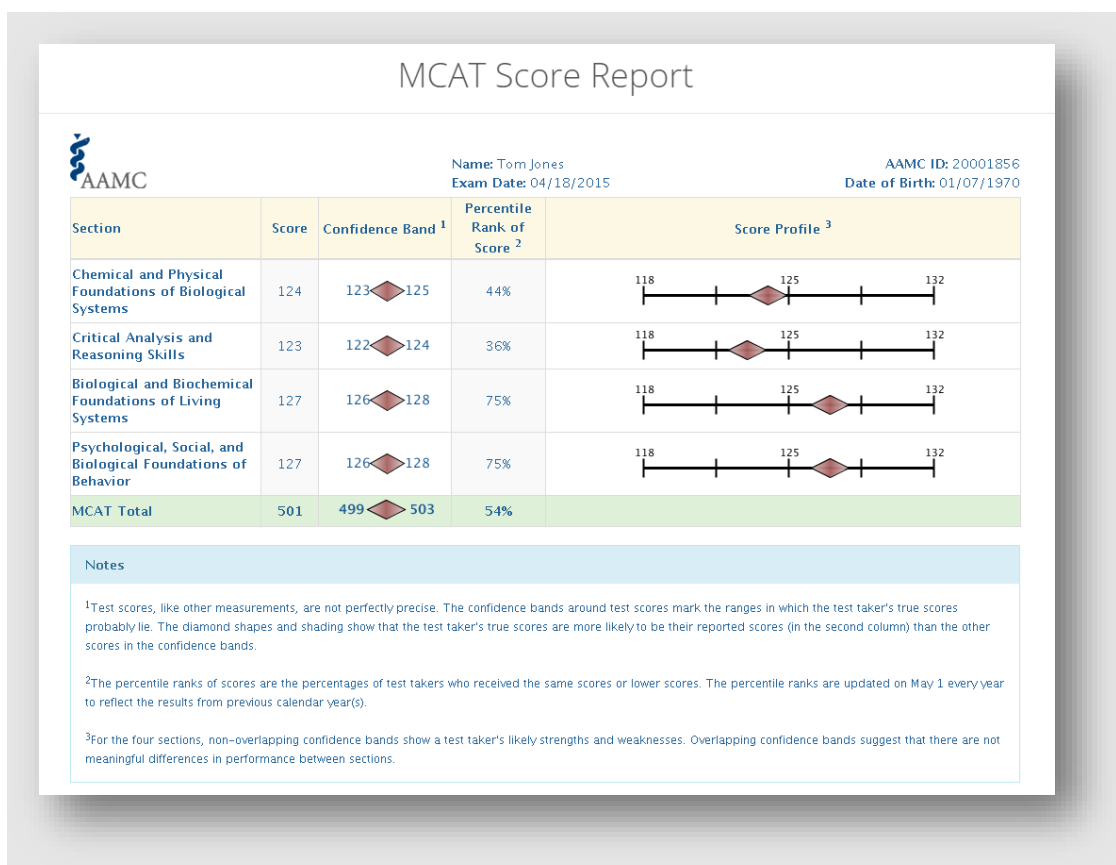 MCAT Score Report
AAMC
Name: Tom Jones
AAMC ID: 20001856
Exam Date: 04/18/2015
Date of Birth: 01/07/1970
Section
Score
Confidence Band 1
Percentile
Rank of
Score 2
Score Profile 3
Chemical and Physical
Foundations of Biological
Systems
124
123 125
44%
118 125 132
Critical Analysis and
Reasoning Skills
123
122 124
36%
118 125 132
Biological and Biochemical
Foundations of Living
Systems
127
126 128
75%
118 125 132
Psychological, Social, and
Biological Foundations of
Behavior
127
126 128
75%
118 125 132
MCAT Total
501
499 503
54%
Notes
1Test scores, like other measurements, are not perfectly precise. The confidence bands around test scores mark the ranges in which the test taker's true scores
probably lie. The diamond shapes and shading show that the test taker's true scores are more likely to be their reported scores (in the second column) than the other
scores in the confidence bands.
2The percentile ranks of scores are the percentages of test takers who received the same scores or lower scores. The percentile ranks are updated on May 1 every year
to reflect the results from previous calendar year(s).
3For the four sections, non-overlapping confidence bands show a test taker's likely strengths and weaknesses. Overlapping confidence bands suggest that there are not
meaningful differences in performance between sections.